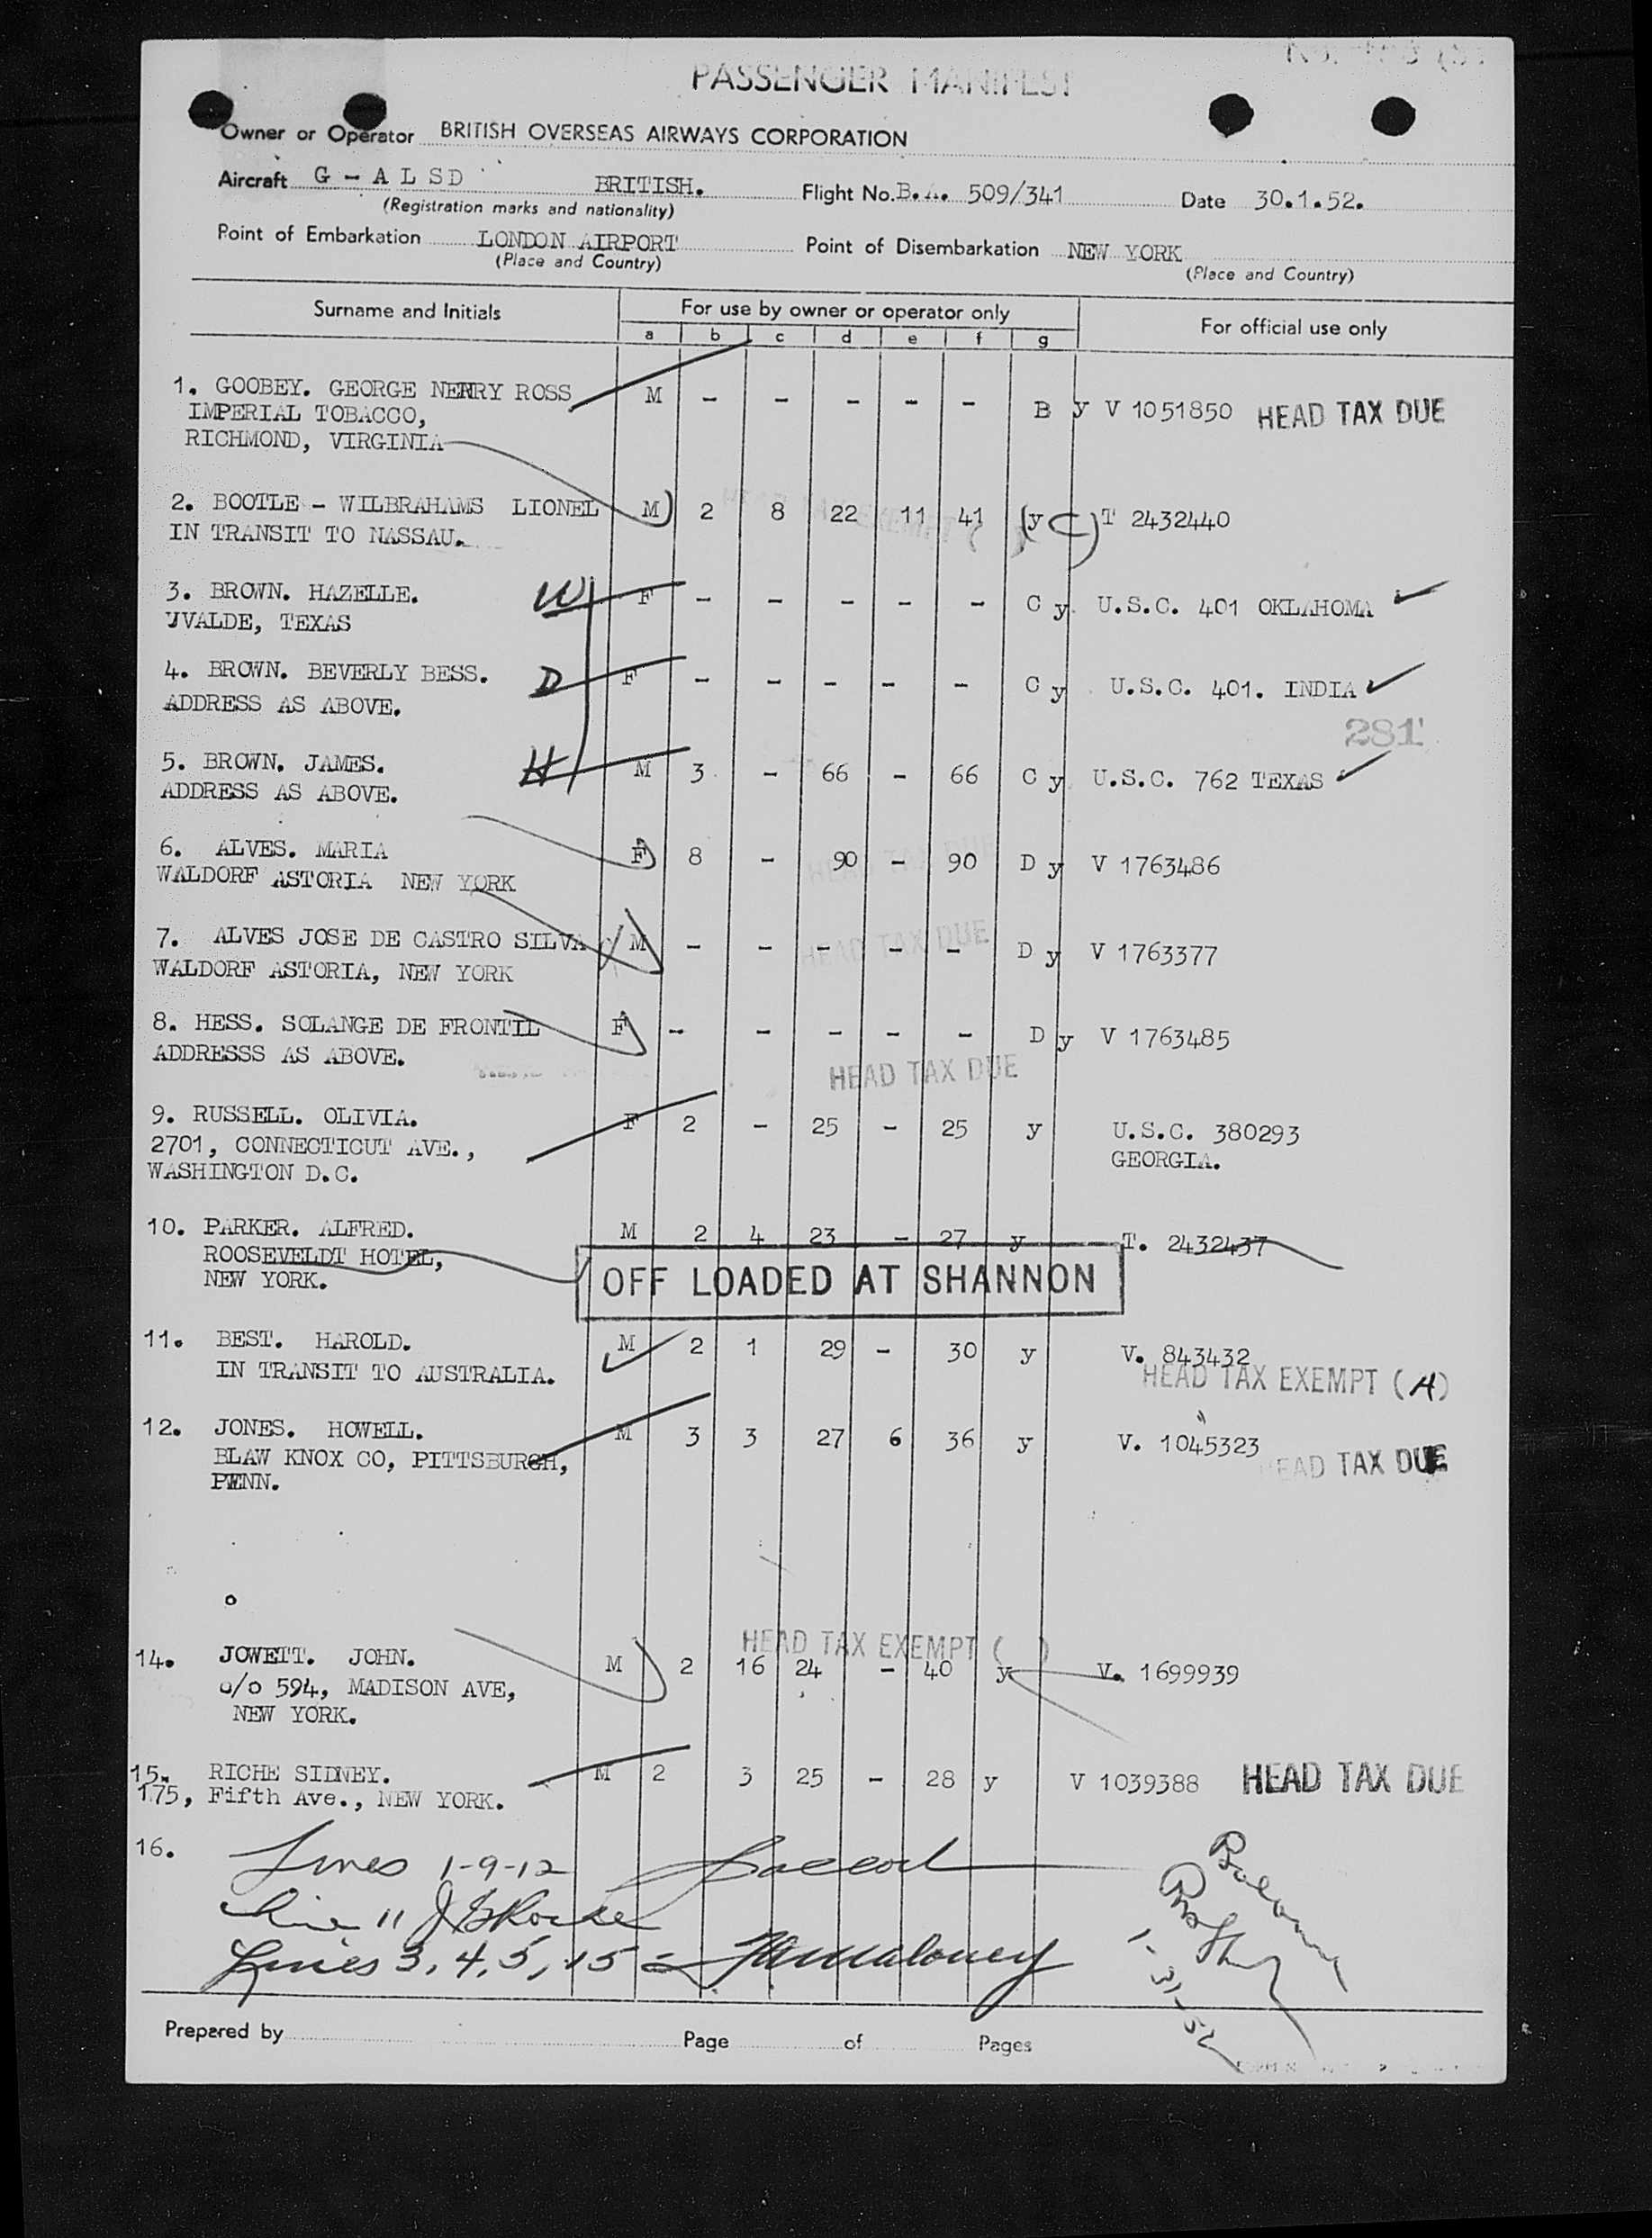 PASSENGER MANIFEST
Owner or Operator BRITISH OVERSEAS AIRWAYS CORPORATION
Aircraft G - A L S D BRITISH. Flight No. B.A. 509/341 Date 30.1.52.
(Registration marks and nationality)
Point of Embarkation LONDON AIRPORT Point of Disembarkation NEW YORK
(Place and Country) (Place and Country)
Surname and Initials For use by owner or operator only For official use only
a b c d e f g
1. GOOBEY. GEORGE HENRY ROSS M - - - - - B y V 1051850 HEAD TAX DUE
IMPERIAL TOBACCO,
RICHMOND, VIRGINIA
HEAD TAX EXEMPT ( )
2. BOOTLE - WILBRAHAMS LIONEL M 2 8 22 11 41 (y C) T 2432440
IN TRANSIT TO NASSAU.
3. BROWN. HAZELLE. W F - - - - - C y U.S.C. 401 OKLAHOMA ✓
UVALDE, TEXAS
4. BROWN. BEVERLY BESS. D F - - - - - C y U.S.C. 401. INDIA ✓
ADDRESS AS ABOVE.
281
5. BROWN. JAMES. H M 3 - 66 - 66 C y U.S.C. 762 TEXAS ✓
ADDRESS AS ABOVE.
6. ALVES. MARIA F 8 - 90 - 90 D y V 1763486
HEAD TAX DUE
WALDORF ASTORIA NEW YORK
7. ALVES JOSE DE CASTRO SILVA M - - - - - D y V 1763377
HEAD TAX DUE
WALDORF ASTORIA, NEW YORK
8. HESS. SOLANGE DE FRONTIL F - - - - - D y V 1763485
ADDRESSS AS ABOVE.
HEAD TAX DUE
9. RUSSELL. OLIVIA. F 2 - 25 - 25 y U.S.C. 380293
2701, CONNECTICUT AVE., GEORGIA.
WASHINGTON D.C.
10. PARKER. ALFRED. M 2 4 23 - 27 y T. 2432437
ROOSEVELDT HOTEL,
NEW YORK.
OFF LOADED AT SHANNON
11. BEST. HAROLD. M 2 1 29 - 30 y V. 843432
IN TRANSIT TO AUSTRALIA. HEAD TAX EXEMPT (A)
12. JONES. HOWELL. M 3 3 27 6 36 y V. 1045323
BLAW KNOX CO, PITTSBURGH, HEAD TAX DUE
PENN.
HEAD TAX EXEMPT ( )
14. JOWETT. JOHN. M 2 16 24 - 40 y V. 1699939
c/o 594, MADISON AVE,
NEW YORK.
15. RICHE SIDNEY. M 2 3 25 - 28 y V 1039388 HEAD TAX DUE
175, Fifth Ave., NEW YORK.
16.
Lines 1-9-12
Line 11
Lines 3, 4, 5, 15 = Maloney
1-31-52
Prepared by Page of Pages